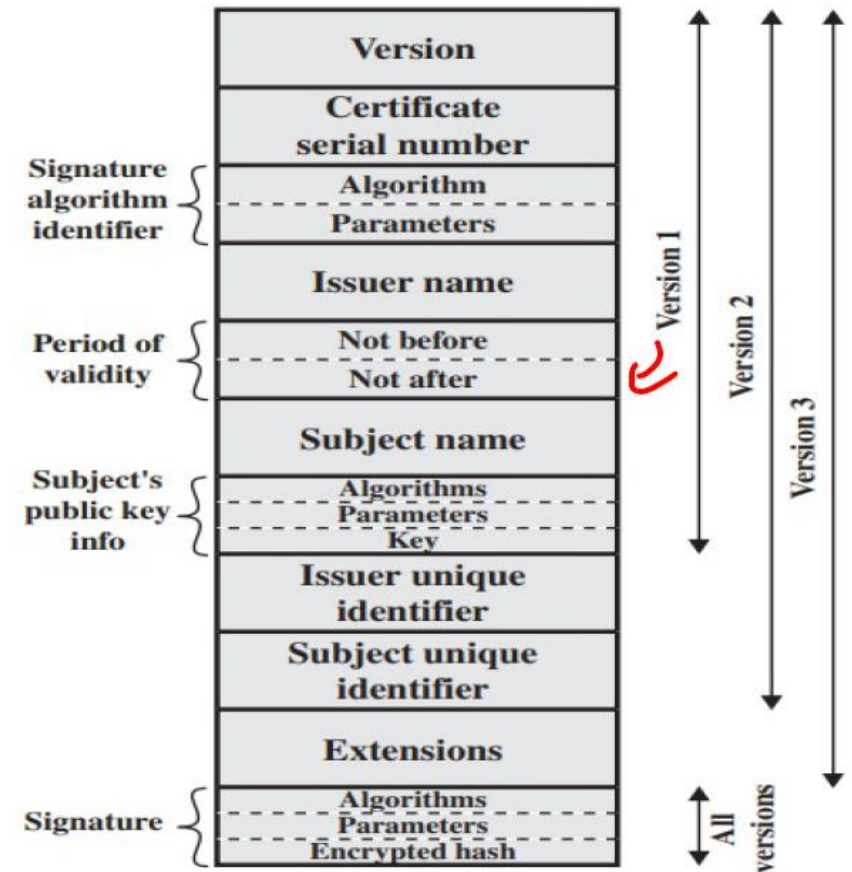 Version
Certificate
serial number
Signature
algorithm
identifier
Algorithm
Parameters
Issuer name
Period of
validity
Not before
Not after
Subject name
Subject's
public key
info
Algorithms
Parameters
Key
Issuer unique
identifier
Subject unique
identifier
Extensions
Signature
Algorithms
Parameters
Encrypted hash
Version 1
Version 2
Version 3
All
versions